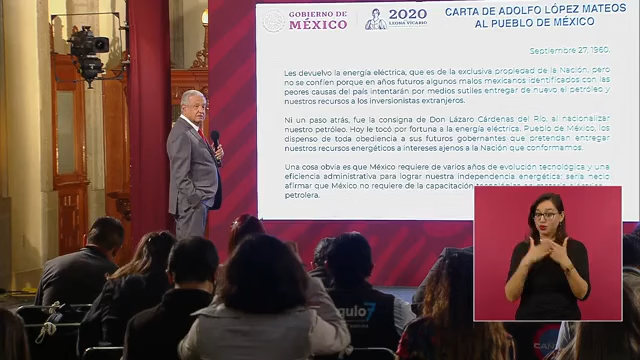 GOBIERNO DE
MÉXICO
2020
LEONA VICARIO
CARTA DE ADOLFO LÓPEZ MATEOS
AL PUEBLO DE MÉXICO
Septiembre 27, 1960.
Les devuelvo la energía eléctrica, que es de la exclusiva propiedad de la Nación, pero
no se confíen porque en años futuros algunos malos mexicanos identificados con las
peores causas del país intentarán por medios sutiles entregar de nuevo el petróleo y
nuestros recursos a los inversionistas extranjeros.
Ni un paso atrás, fue la consigna de Don Lázaro Cárdenas del Río, al nacionalizar
nuestro petróleo. Hoy le tocó por fortuna a la energía eléctrica. Pueblo de México, los
dispenso de toda obediencia a sus futuros gobernantes que pretendan entregar
nuestros recursos energéticos a intereses ajenos a la Nación que conformamos.
Una cosa obvia es que México requiere de varios años de evolución tecnológica y una
eficiencia administrativa para lograr nuestra independencia energética; sería necio
afirmar que México no requiere de la capacitación tecnológica en materia eléctrica
petrolera.
ngulo7